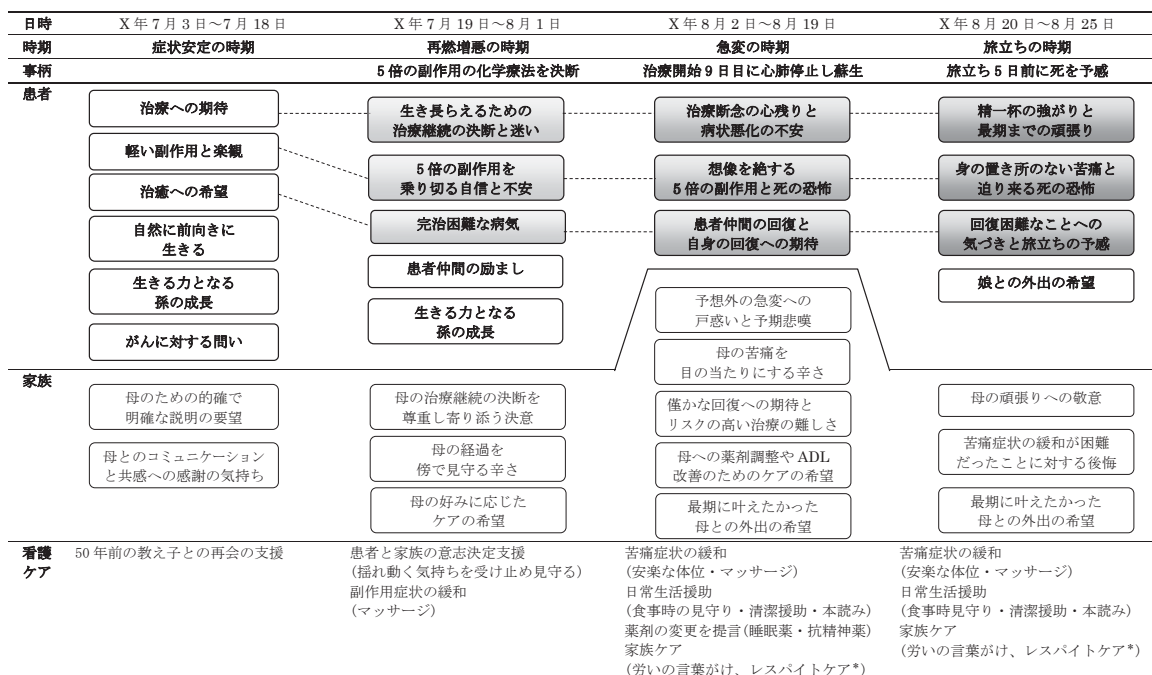 日時 X年7月3日～7月18日 X年7月19日～8月1日 X年8月2日～8月19日 X年8月20日～8月25日
時期 症状安定の時期 再燃増悪の時期 急変の時期 旅立ちの時期
事柄 5倍の副作用の化学療法を決断 治療開始9日目に心肺停止し蘇生 旅立ち5日前に死を予感
患者
治療への期待
軽い副作用と楽観
治癒への希望
自然に前向きに
生きる
生きる力となる
孫の成長
がんに対する問い
生き長らえるための
治療継続の決断と迷い
5倍の副作用を
乗り切る自信と不安
完治困難な病気
患者仲間の励まし
生きる力となる
孫の成長
治療断念の心残りと
病状悪化の不安
想像を絶する
5倍の副作用と死の恐怖
患者仲間の回復と
自身の回復への期待
精一杯の強がりと
最期までの頑張り
身の置き所のない苦痛と
迫り来る死の恐怖
回復困難なことへの
気づきと旅立ちの予感
娘との外出の希望
家族
母のための的確で
明確な説明の要望
母とのコミュニケーション
と共感への感謝の気持ち
母の治療継続の決断を
尊重し寄り添う決意
母の経過を
傍で見守る辛さ
母の好みに応じた
ケアの希望
予想外の急変への
戸惑いと予期悲嘆
母の苦痛を
目の当たりにする辛さ
僅かな回復への期待と
リスクの高い治療の難しさ
母への薬剤調整やADL
改善のためのケアの希望
最期に叶えたかった
母との外出の希望
母の頑張りへの敬意
苦痛症状の緩和が困難
だったことに対する後悔
最期に叶えたかった
母との外出の希望
看護
ケア
50年前の教え子との再会の支援
患者と家族の意志決定支援
(揺れ動く気持ちを受け止め見守る)
副作用症状の緩和
(マッサージ)
苦痛症状の緩和
(安楽な体位・マッサージ)
日常生活援助
(食事時の見守り・清潔援助・本読み)
薬剤の変更を提言(睡眠薬・抗精神薬)
家族ケア
(労いの言葉がけ、レスパイトケア*)
苦痛症状の緩和
(安楽な体位・マッサージ)
日常生活援助
(食事時見守り・清潔援助・本読み)
家族ケア
(労いの言葉がけ、レスパイトケア*)